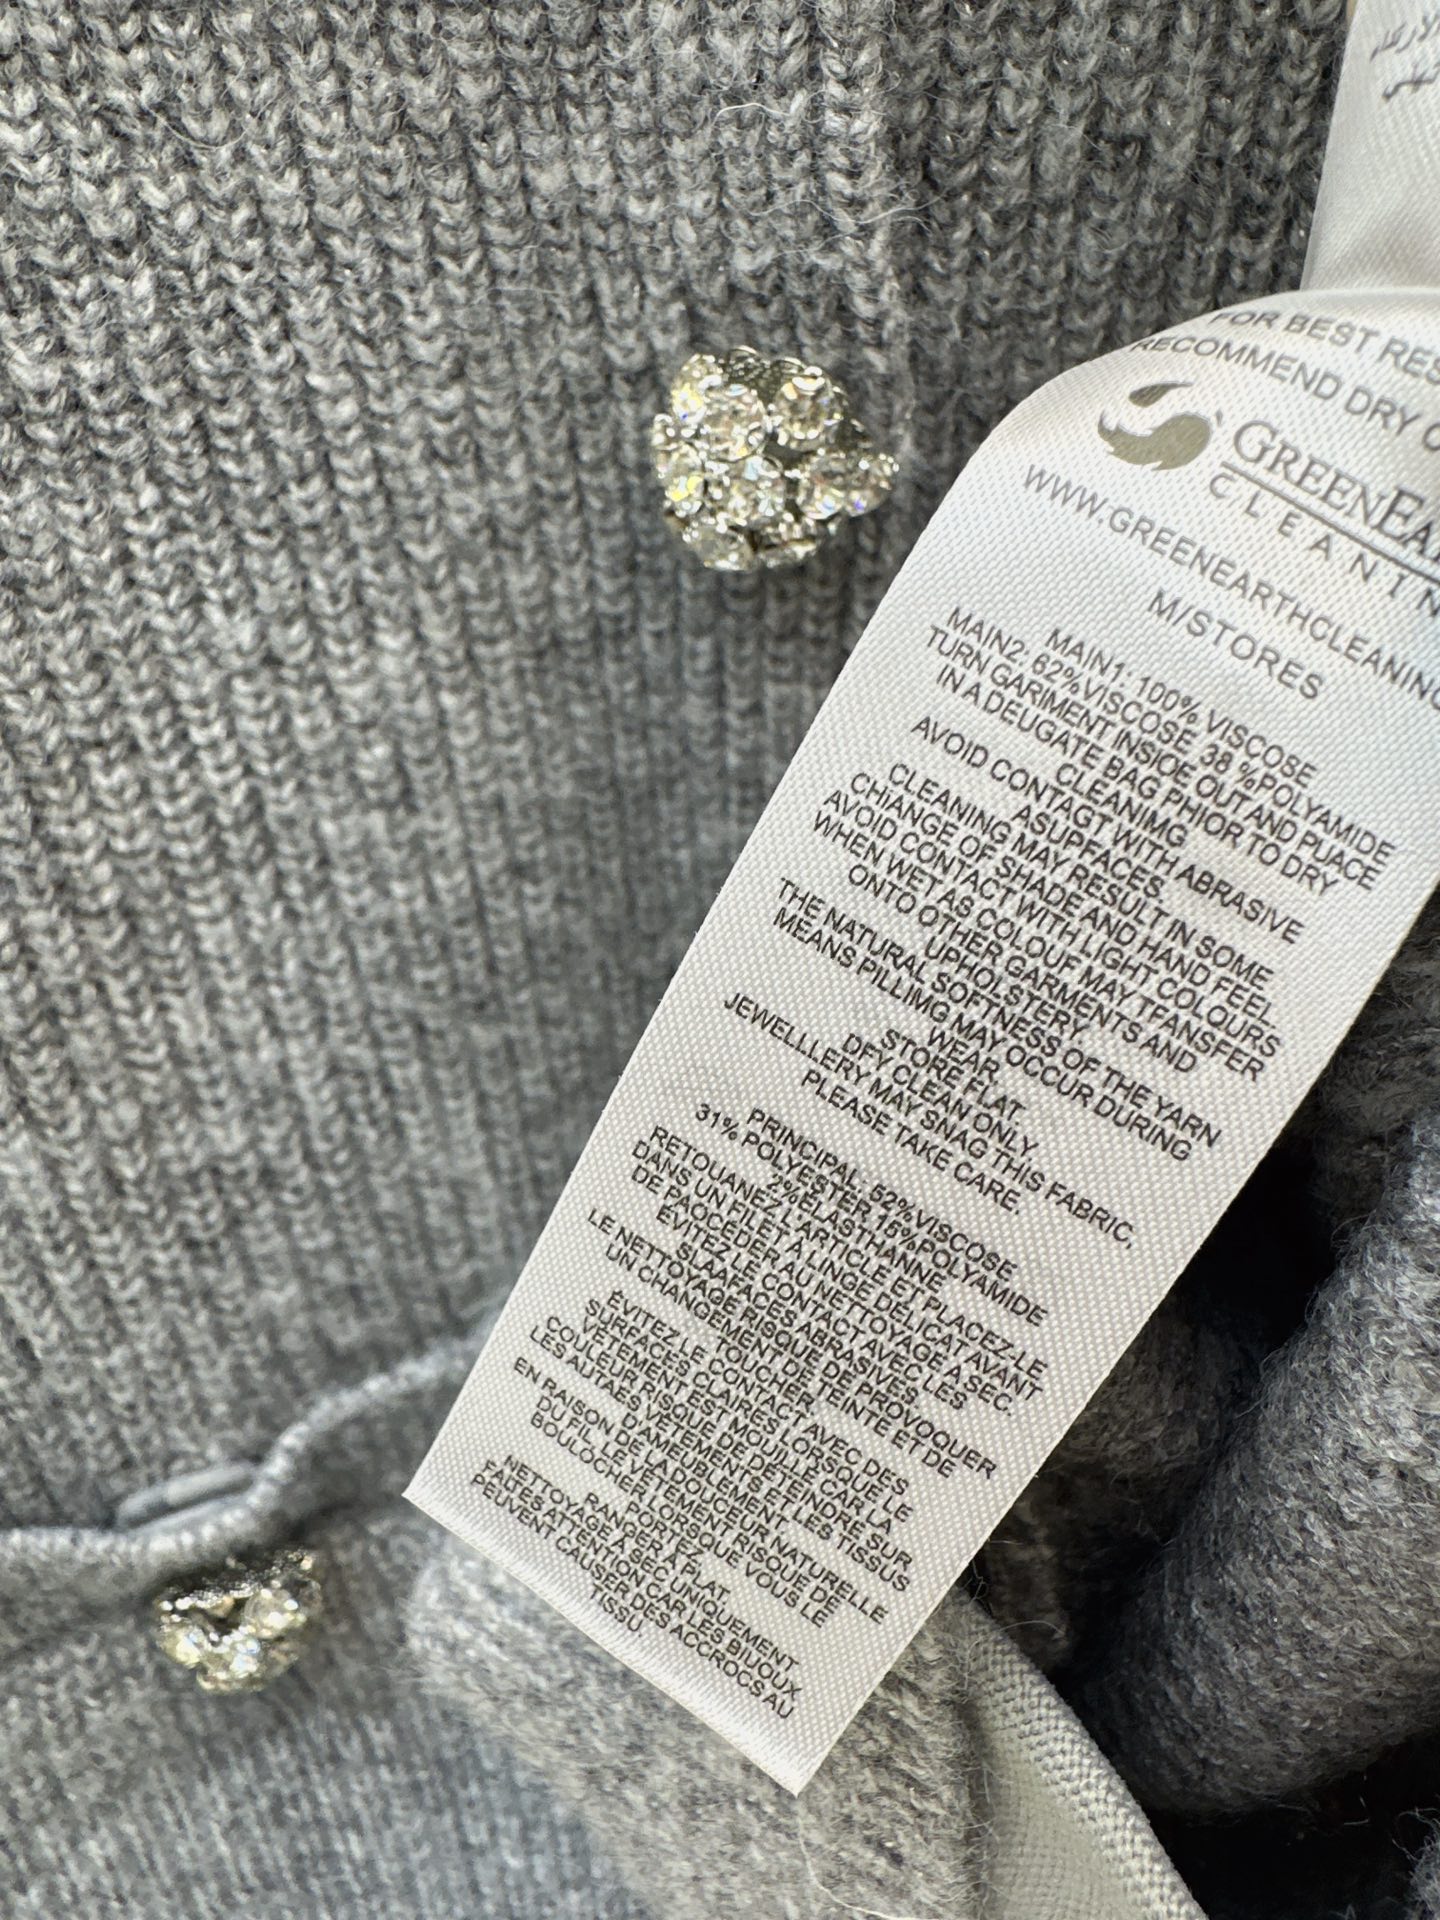 FOR BEST RES
RECOMMEND DRY C
GREENEA
CLEANIN
WWW.GREENEARTHCLEANING
M/STORES
MAIN1: 100% VISCOSE
MAIN2: 62%VISCOSE 38 %POLYAMIDE
TURN GARIMENT INSIOE OUT AND PUACE
IN A DEUGATE BAG PHIOR TO DRY
CLEANIMG
AVOID CONTAGT WITH ABRASIVE
ASUPFACES.
CLEANING MAY RESULT IN SOME
CHIANGE OF SHADE AND HAND FEEL.
AVOID CONTACT WITH LIGHT COLOURS
WHEN WET AS COLOUF MAY TFANSFER
ONTO OTHER GARMENTS AND
UPHOLSTERY.
THE NATURAL SOFTNESS OF THE YARN
MEANS PILLIMG MAY OCCUR DURING
WEAR.
STORE FLAT.
DFY CLEAN ONLY.
JEWELLLERY MAY SNAG THIS FABRIC,
PLEASE TAKE CARE.
PRINCIPAL: 52%VISCOSE
31% POLYESTER 15%POLYAMIDE
2%ELASTHANNE
RETOUANEZ L'ARTICLE ET PLACEZ-LE
DANS UN FILET À LINGE DÉLICAT AVANT
DE PAOCÉDER AU NETTOYAGE A SEC.
ÉVITEZ LE CONTACT AVEC LES
SLAAFACES ABRASIVES.
LE NETTOYAGE RISQUE DE PROVOQUER
UN CHANGEMENT DE TEINTE ET DE
TOUCHER.
ÉVITEZ LE CONTACT AVEC DES
SURFACES CLAIRES LORSQUE LE
VÊTEMENT EST MOUILLÉ CAR LA
COULEUR RISQUE DE DÉTEINDRE SUR
LES AUTAES VÊTEMENTS ET LES TISSUS
D'AMEUBLEMENT.
EN RAISON DE LA DOUCEUR NATURELLE
DU FIL LE VÊTEMENT RISQUE DE
BOULOCHER LORSQUE VOUS LE
PORTEZ.
RANGER À PLAT.
NETTOYAGE A SEC UNIQUEMENT.
FALTES ATTENTION CAR LES BIJOUX
PEUVENT CAUSER DES ACCROCS AU
TISSU.